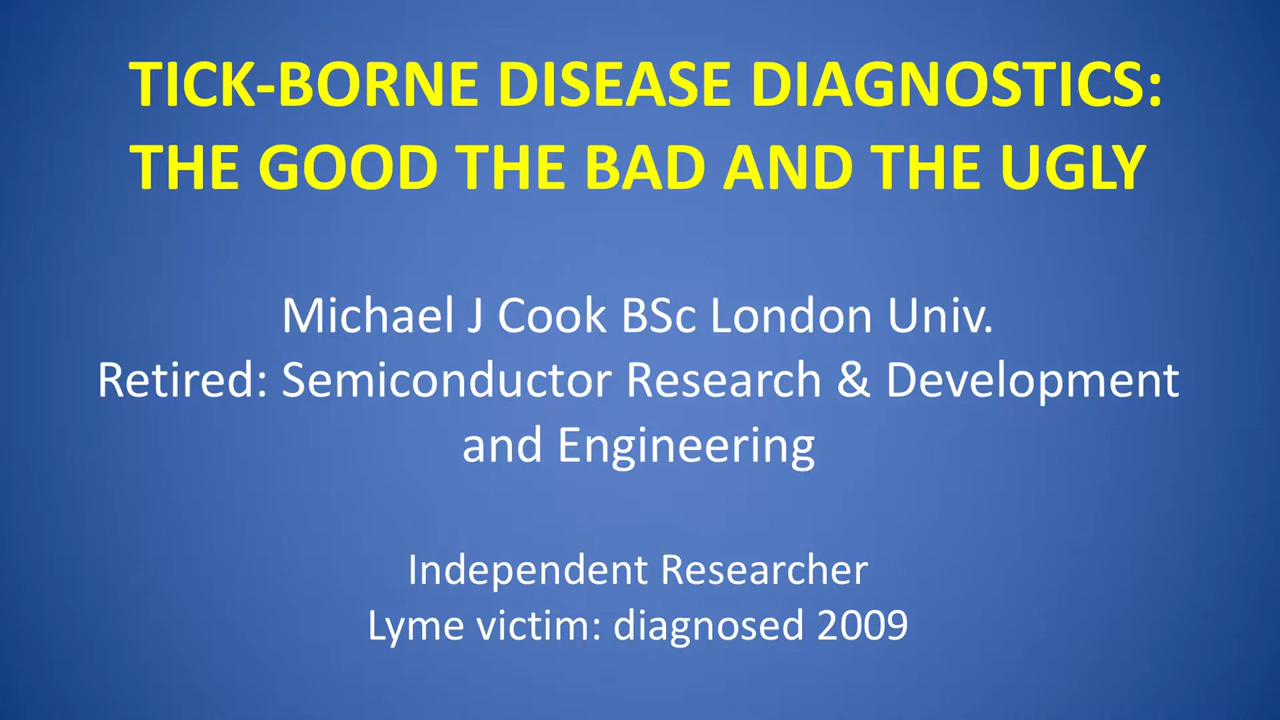 TICK-BORNE DISEASE DIAGNOSTICS:
THE GOOD THE BAD AND THE UGLY
Michael J Cook BSc London Univ.
Retired: Semiconductor Research & Development
and Engineering
Independent Researcher
Lyme victim: diagnosed 2009